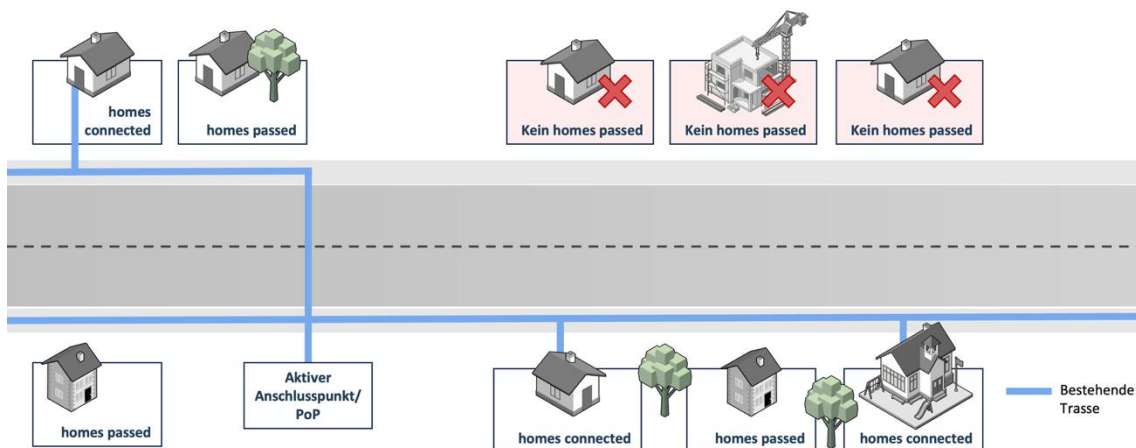 homes
connected
homes passed
Kein homes passed
Kein homes passed
Kein homes passed
homes passed
Aktiver
Anschlusspunkt/
PoP
homes connected
homes passed
homes connected
Bestehende
Trasse